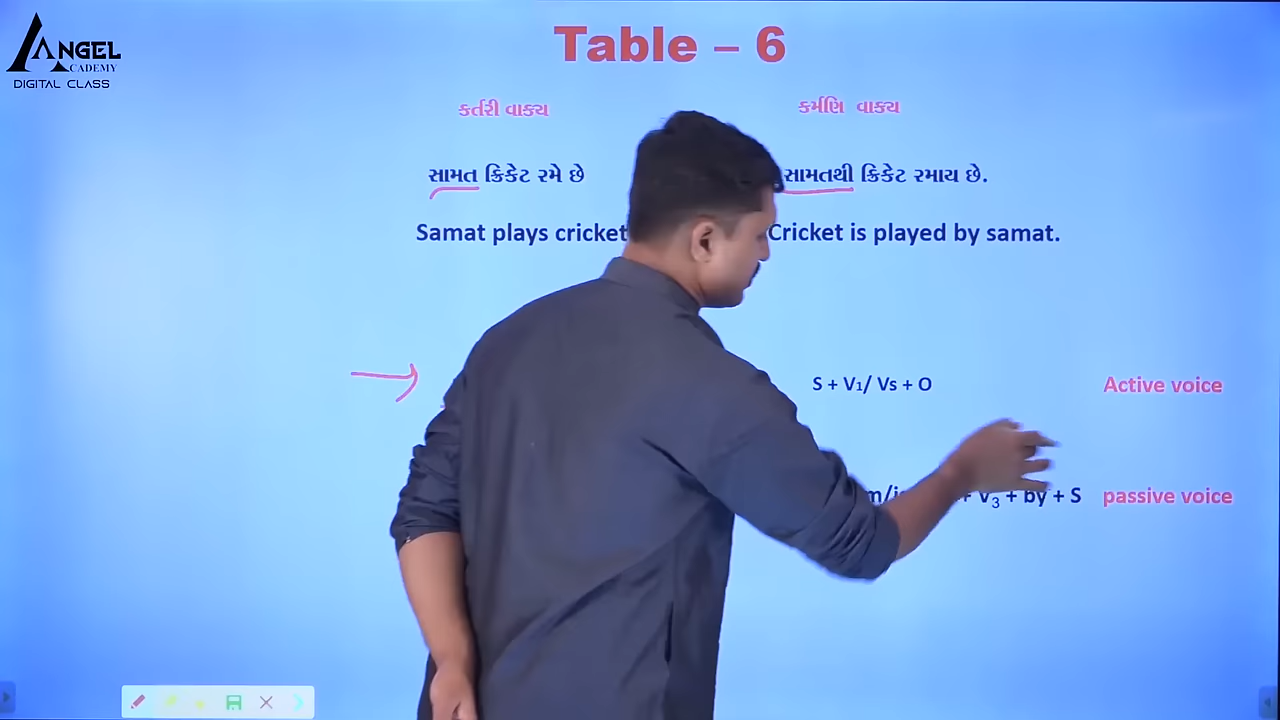 ANGEL
ACADEMY
DIGITAL CLASS
Table – 6
કર્તરી વાક્ય
કર્મણિ વાક્ય
સામત ક્રિકેટ રમે છે
સામતથી ક્રિકેટ રમાય છે.
Samat plays cricket
Cricket is played by samat.
S + V1/ Vs + O
Active voice
+ V3 + by + S
passive voice